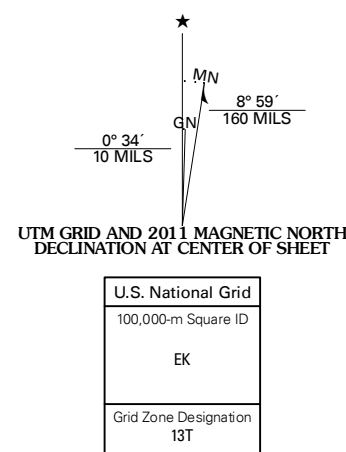 ★
MN
GN
8° 59´
160 MILS
0° 34´
10 MILS
UTM GRID AND 2011 MAGNETIC NORTH
DECLINATION AT CENTER OF SHEET
U.S. National Grid
100,000-m Square ID
EK
Grid Zone Designation
13T